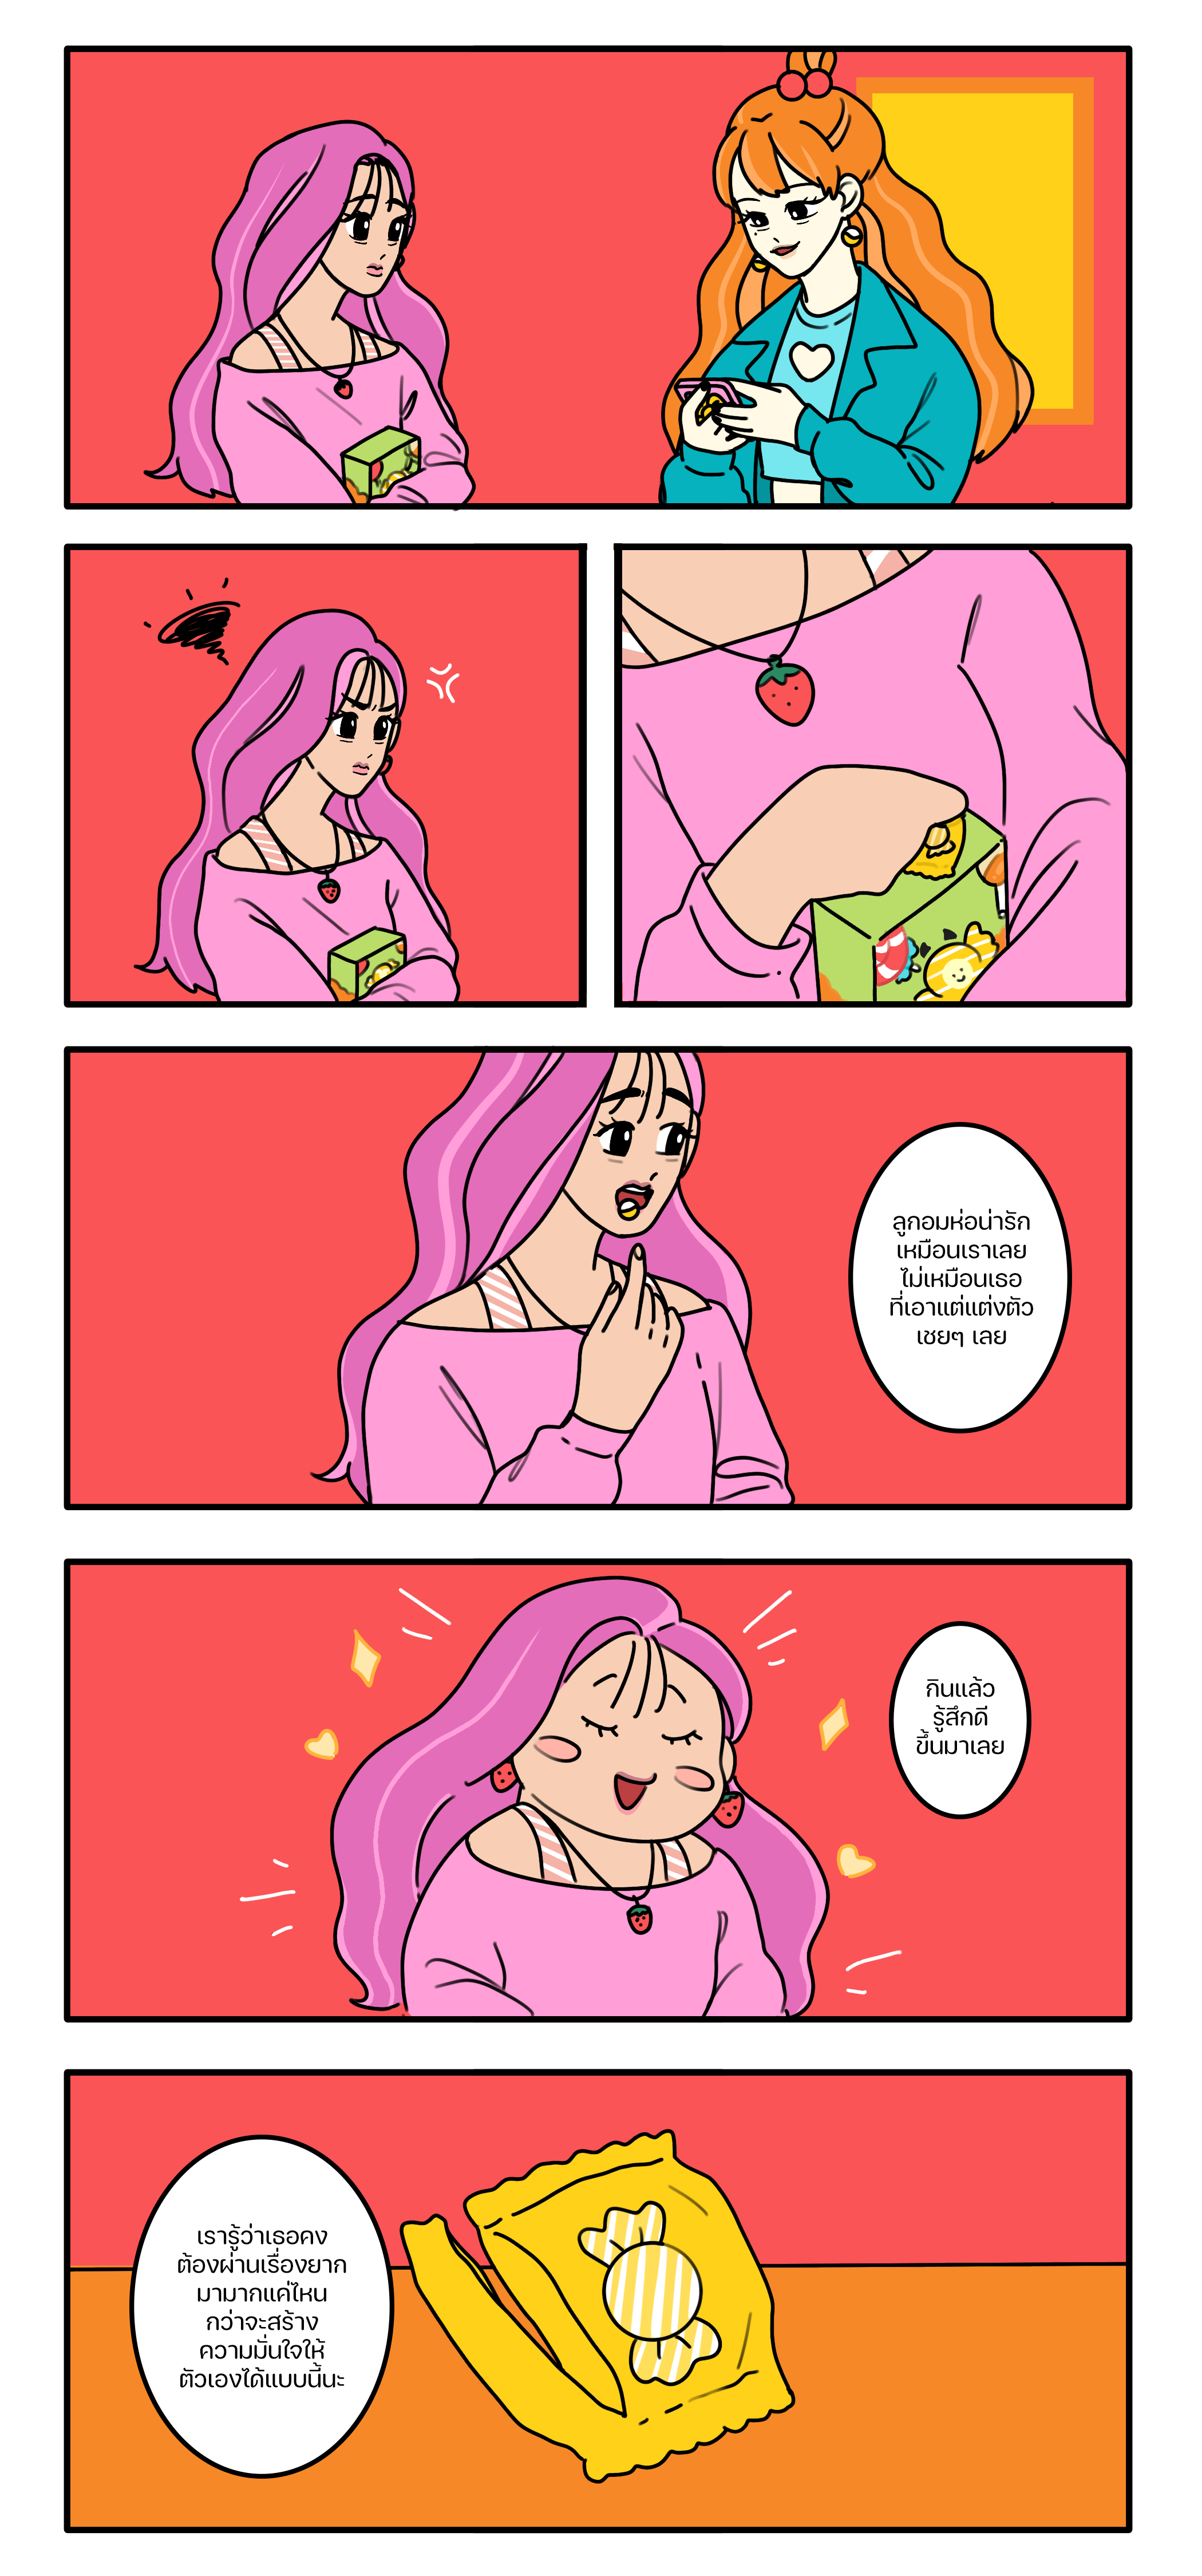 ลูกอมห่อน่ารัก
เหมือนเราเลย
ไม่เหมือนเธอ
ที่เอาแต่แต่งตัว
เชยๆ เลย
กินแล้ว
รู้สึกดี
ขึ้นมาเลย
เรารู้ว่าเธอคง
ต้องผ่านเรื่องยาก
มามากแค่ไหน
กว่าจะสร้าง
ความมั่นใจให้
ตัวเองได้แบบนี้นะ